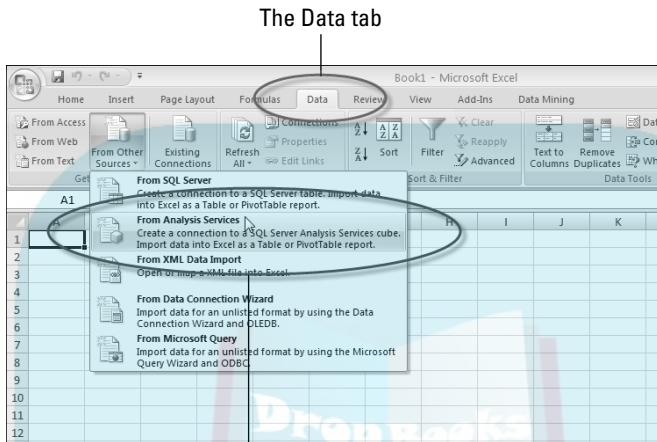 The Data tab
Book1 - Microsoft Excel
Home Insert Page Layout Formulas Data Review View Add-Ins Data Mining
From Access
From Web
From Text
From Other Sources
Existing Connections
Refresh All
Connections
Properties
Edit Links
Sort
Filter
Clear
Reapply
Advanced
Text to Columns
Remove Duplicates
Dat
Co
Wh
Get
Sort & Filter
Data Tools
A1
From SQL Server
Create a connection to a SQL Server table. Import data
into Excel as a Table or PivotTable report.
From Analysis Services
Create a connection to a SQL Server Analysis Services cube.
Import data into Excel as a Table or PivotTable report.
From XML Data Import
Open or map a XML file into Excel.
From Data Connection Wizard
Import data for an unlisted format by using the Data
Connection Wizard and OLEDB.
From Microsoft Query
Import data for an unlisted format by using the Microsoft
Query Wizard and ODBC.
A H I J K
1
2
3
4
5
6
7
8
9
10
11
12
DropBooks